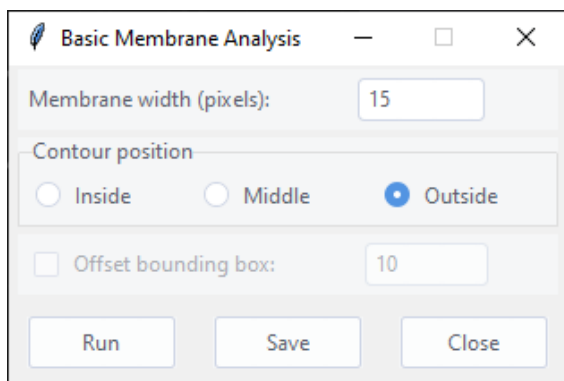 Basic Membrane Analysis
Membrane width (pixels): 15
Contour position
Inside Middle Outside
Offset bounding box: 10
Run Save Close